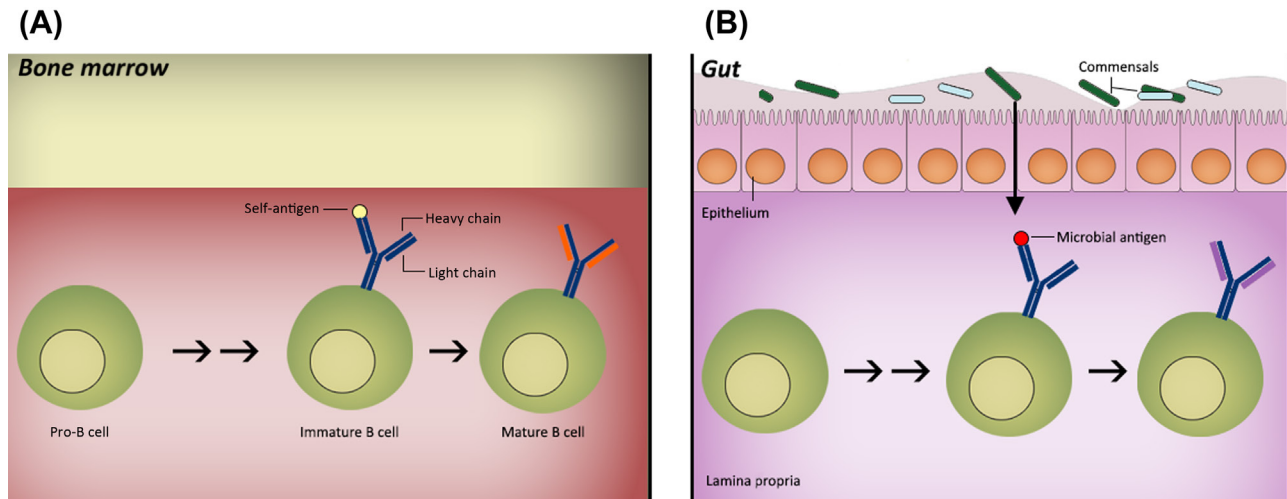 (A)
Bone marrow
Self-antigen
Heavy chain
Light chain
Pro-B cell
Immature B cell
Mature B cell
(B)
Gut
Commensals
Epithelium
Microbial antigen
Lamina propria